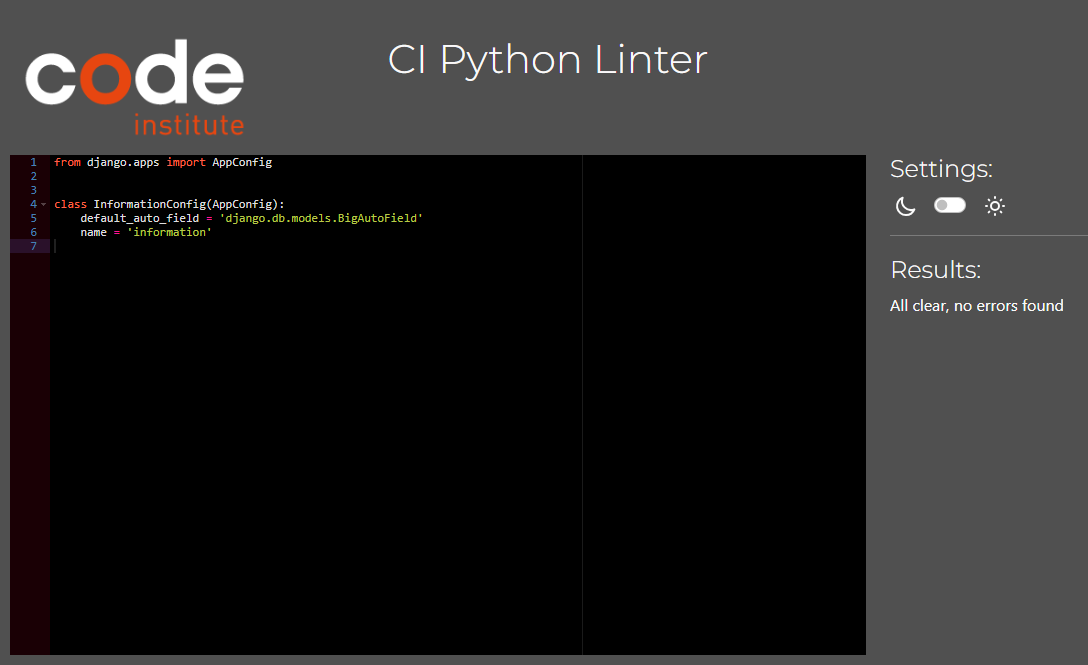 code
institute
CI Python Linter
1 from django.apps import AppConfig
2
3
4 class InformationConfig(AppConfig):
5     default_auto_field = 'django.db.models.BigAutoField'
6     name = 'information'
7
Settings:
Results:
All clear, no errors found